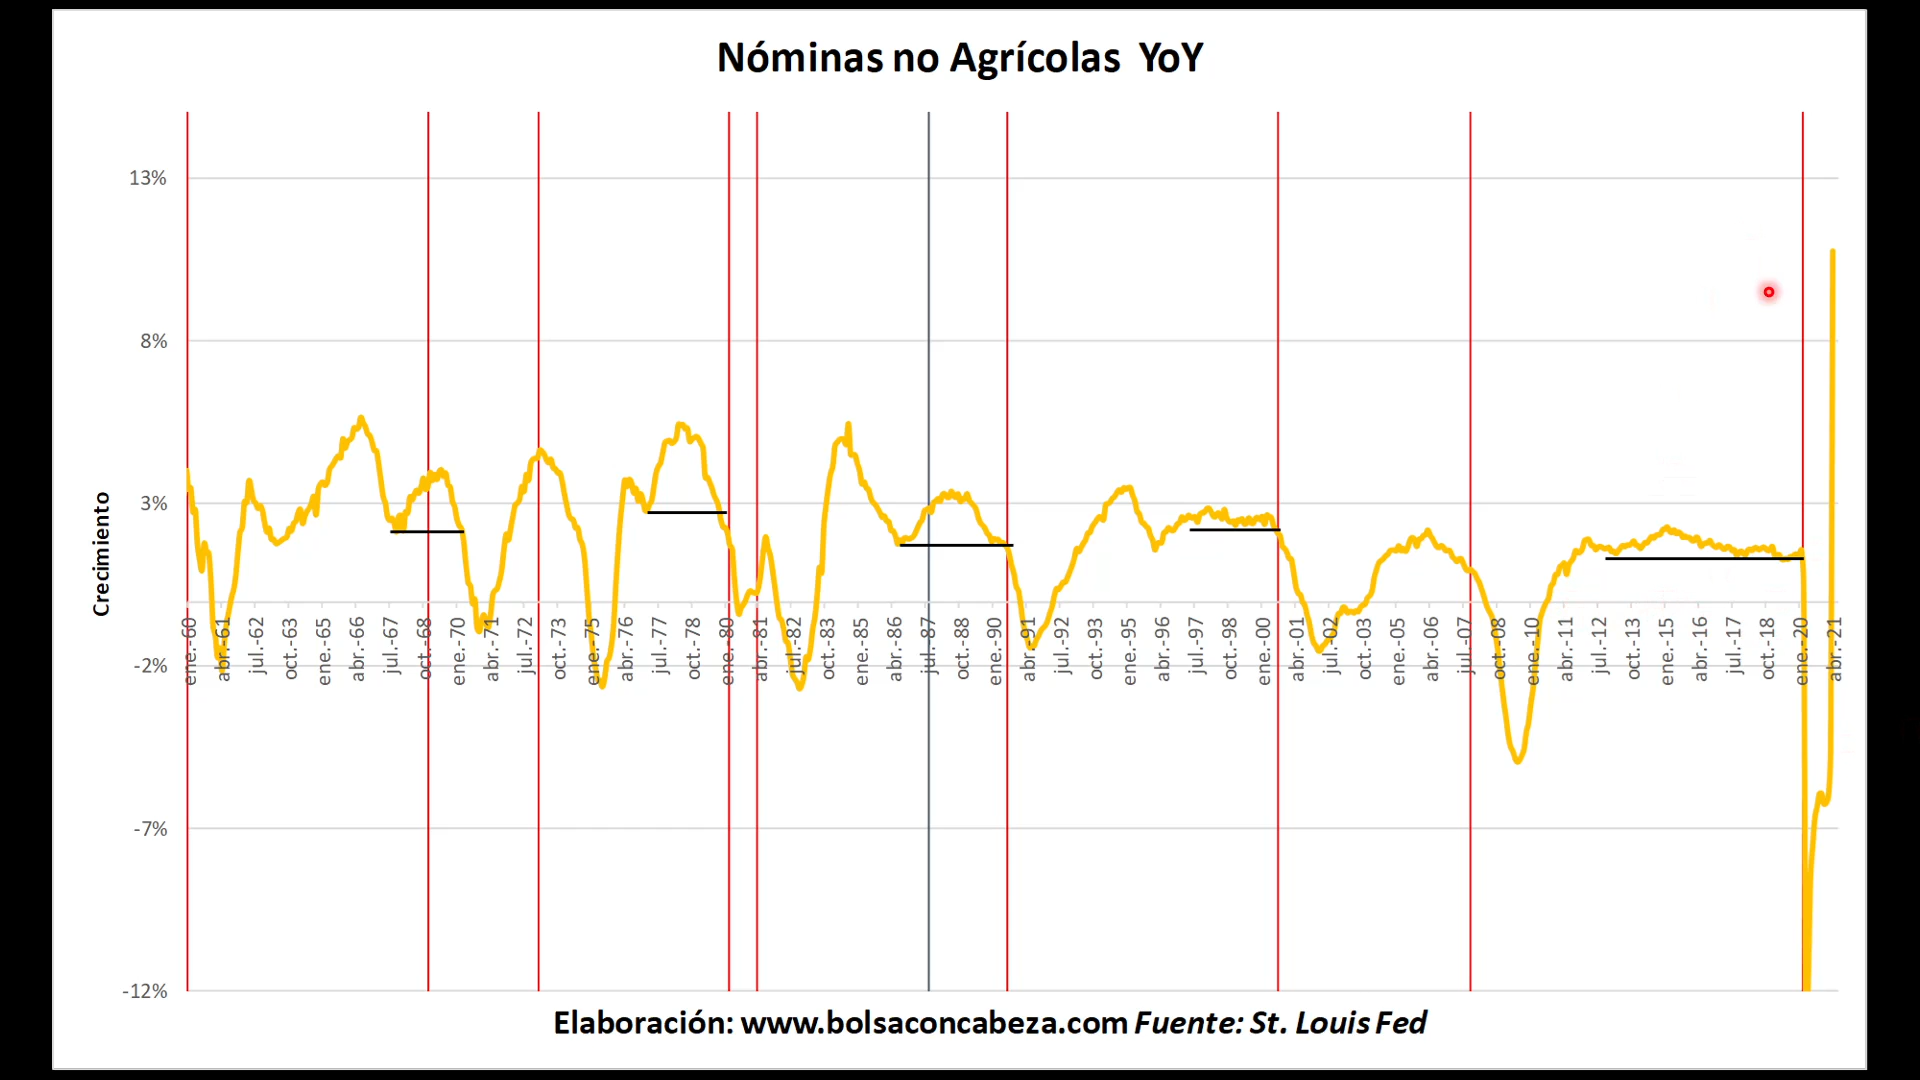 Nóminas no Agrícolas YoY
13%
8%
3%
-2%
-7%
-12%
Crecimiento
ene.-60
abr.-61
jul.-62
oct.-63
ene.-65
abr.-66
jul.-67
oct.-68
ene.-70
abr.-71
jul.-72
oct.-73
ene.-75
abr.-76
jul.-77
oct.-78
ene.-80
abr.-81
jul.-82
oct.-83
ene.-85
abr.-86
jul.-87
oct.-88
ene.-90
abr.-91
jul.-92
oct.-93
ene.-95
abr.-96
jul.-97
oct.-98
ene.-00
abr.-01
jul.-02
oct.-03
ene.-05
abr.-06
jul.-07
oct.-08
ene.-10
abr.-11
jul.-12
oct.-13
ene.-15
abr.-16
jul.-17
oct.-18
ene.-20
abr.-21
Elaboración: www.bolsaconcabeza.com Fuente: St. Louis Fed